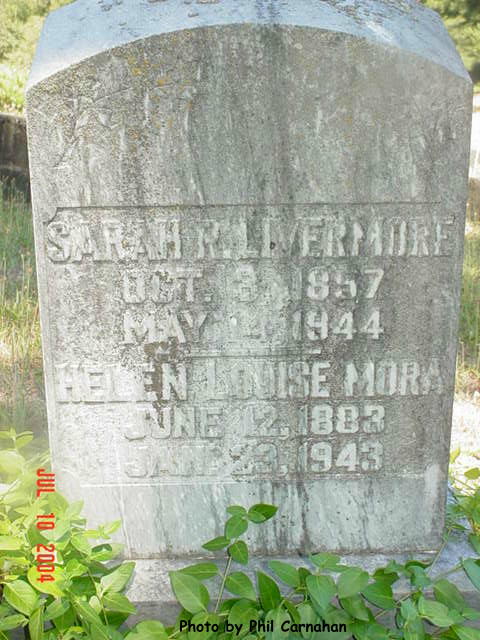 SARAH R. LIVERMORE
OCT. 1857
MAY 1944
HELEN LOUISE MORA
JUNE 12, 1883
JAN. 23, 1943
JUL 10 2004
Photo by Phil Carnahan